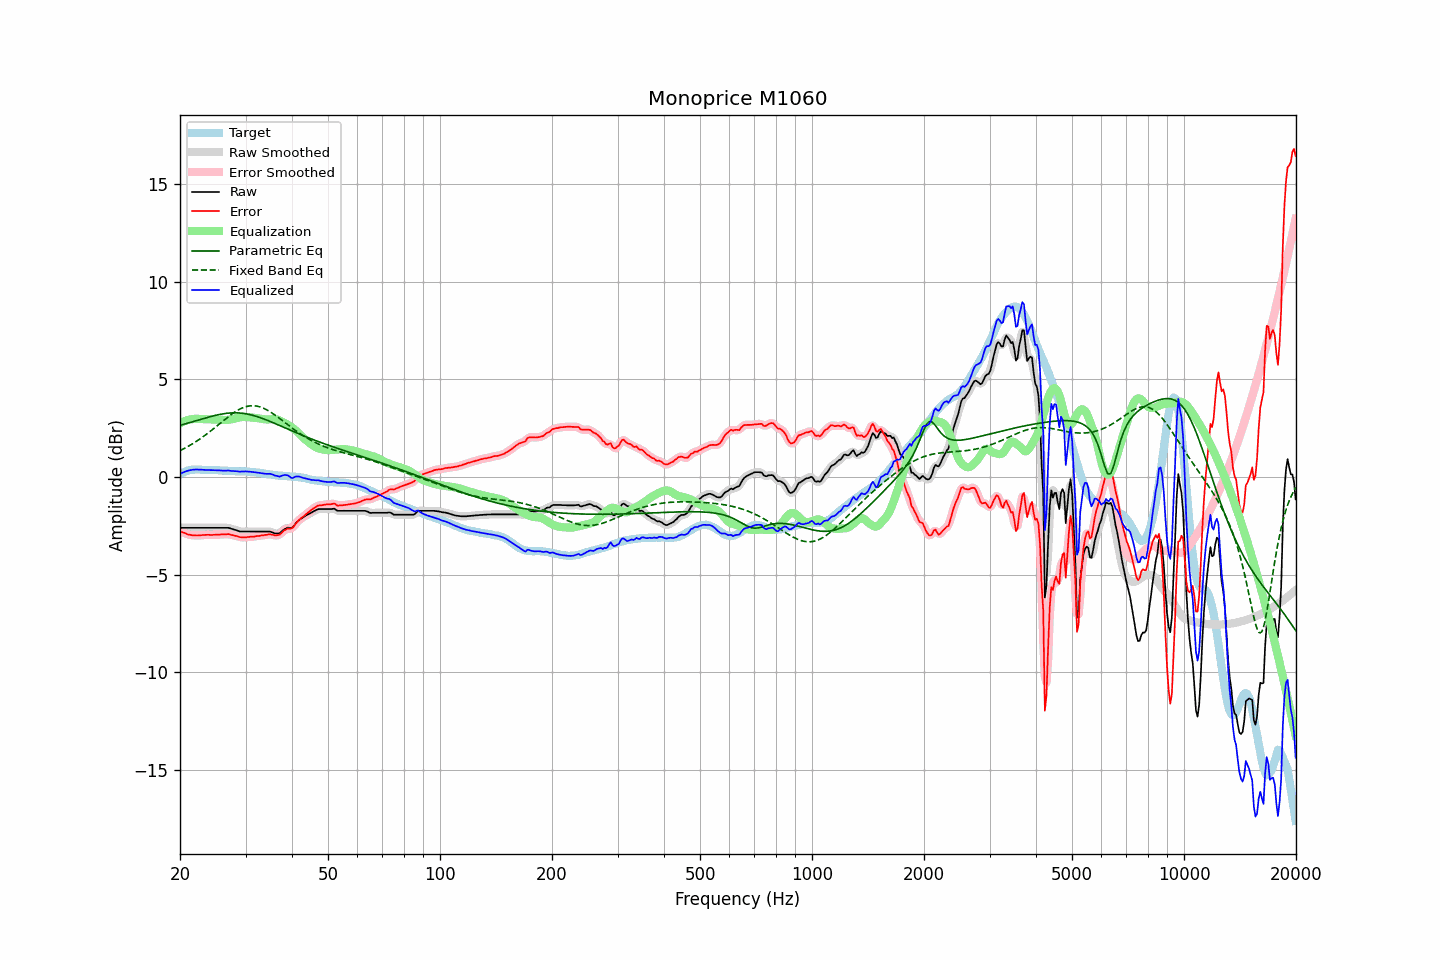 Monoprice M1060
Target
Raw Smoothed
Error Smoothed
Raw
Error
Equalization
Parametric Eq
Fixed Band Eq
Equalized
15
10
5
0
−5
−10
−15
Amplitude (dBr)
20
50
100
200
500
1000
2000
5000
10000
20000
Frequency (Hz)